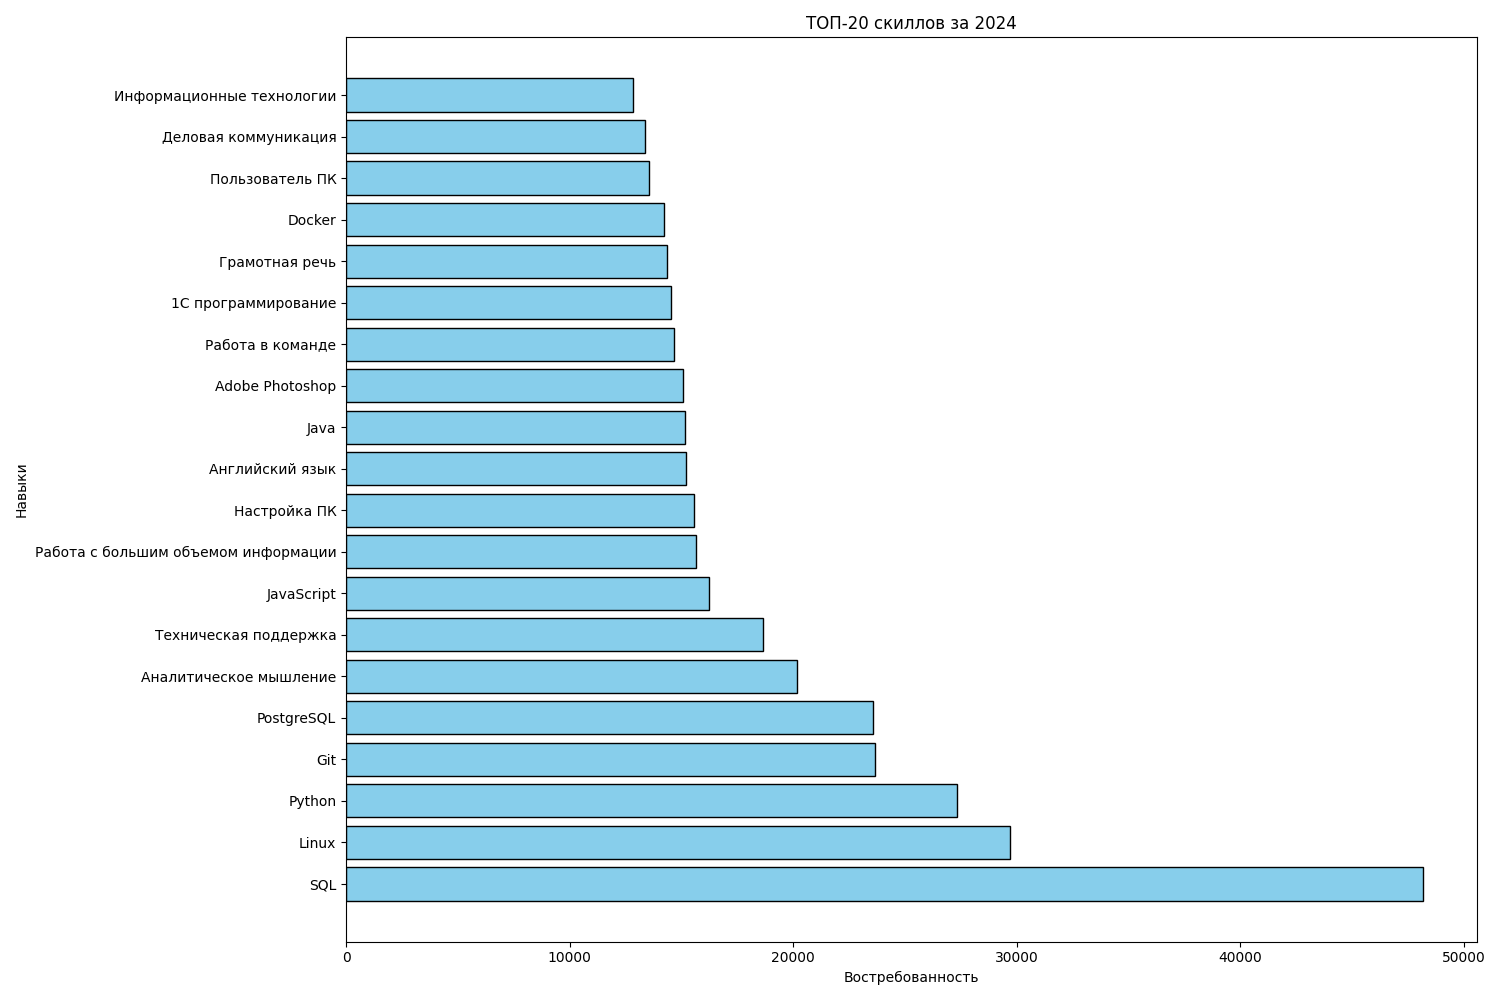 ТОП-20 скиллов за 2024
Информационные технологии
Деловая коммуникация
Пользователь ПК
Docker
Грамотная речь
1С программирование
Работа в команде
Adobe Photoshop
Java
Английский язык
Настройка ПК
Работа с большим объемом информации
JavaScript
Техническая поддержка
Аналитическое мышление
PostgreSQL
Git
Python
Linux
SQL
Навыки
0 10000 20000 30000 40000 50000
Востребованность